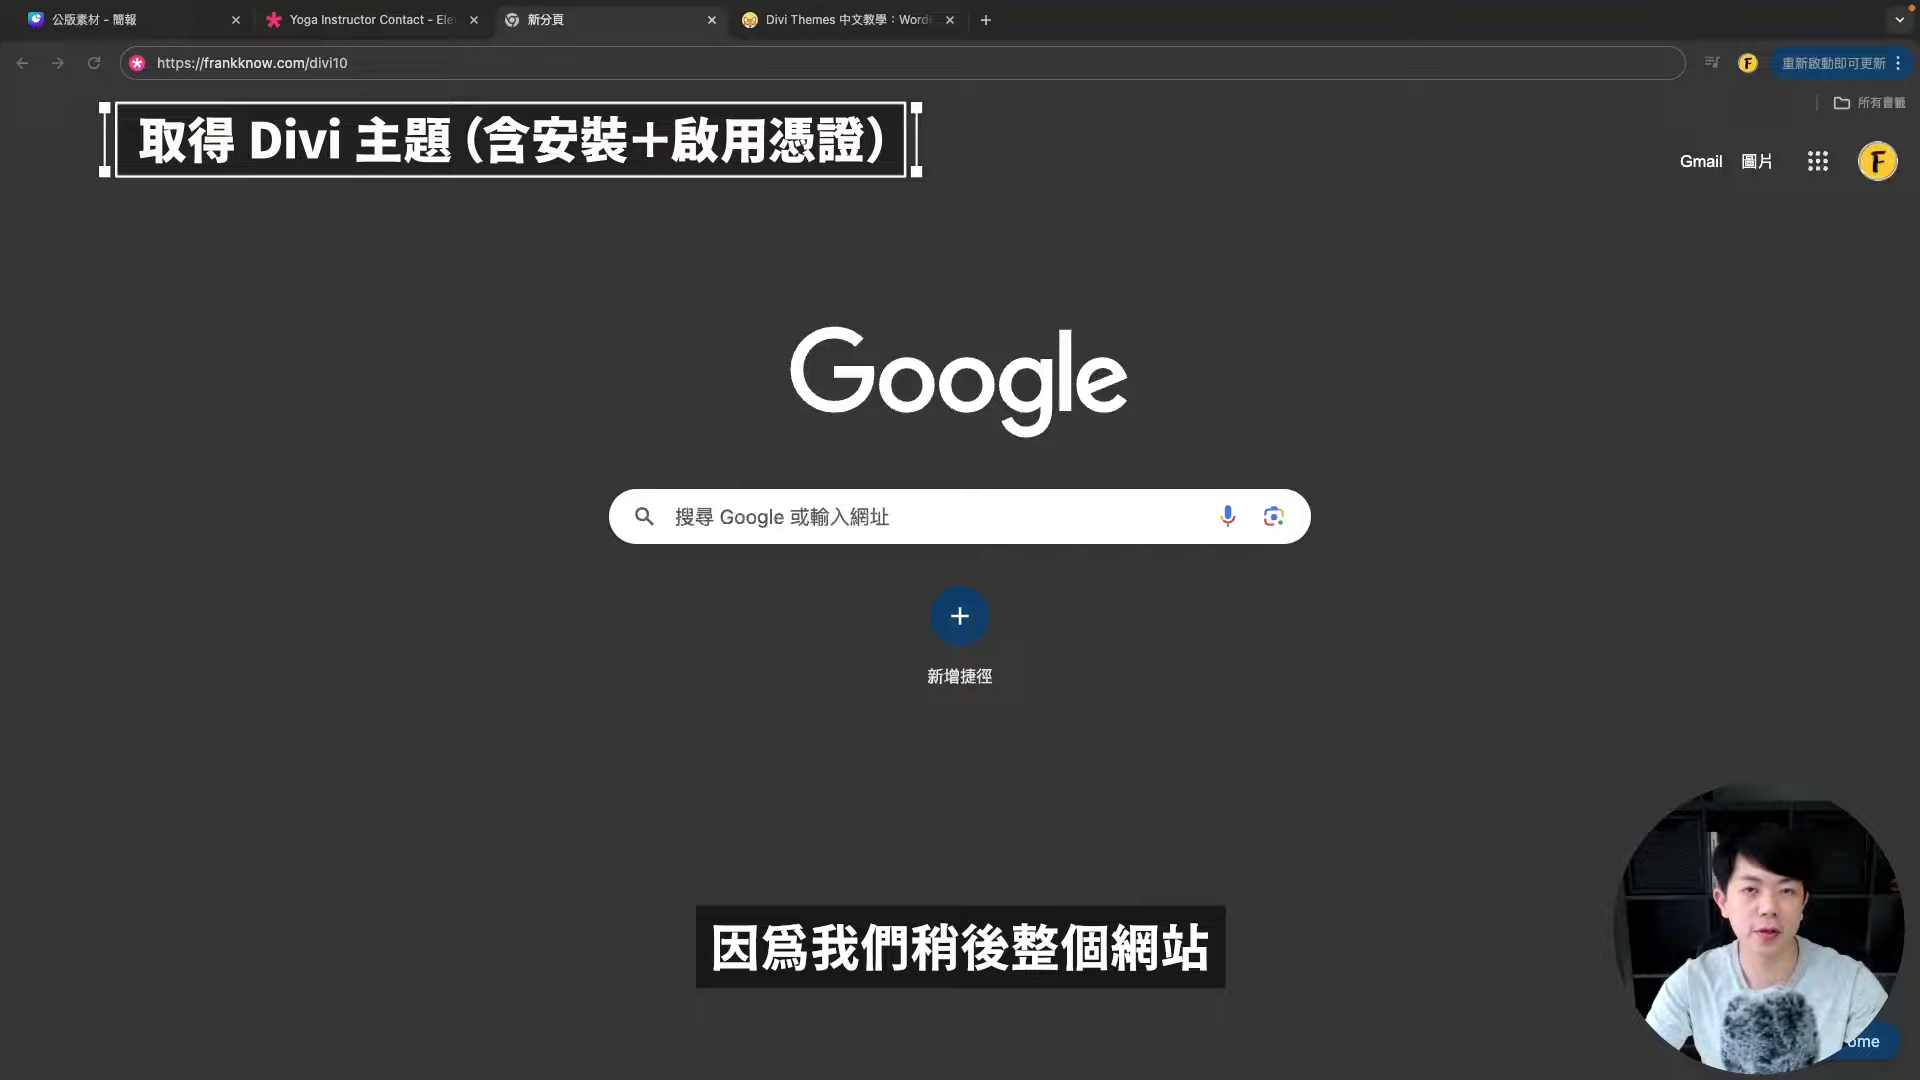 公版素材 - 簡報
Yoga Instructor Contact - Ele
新分頁
Divi Themes 中文教學：Word
https://frankknow.com/divi10
重新啟動即可更新
所有書籤
取得 Divi 主題（含安裝＋啟用憑證）
Gmail
圖片
F
Google
搜尋 Google 或輸入網址
新增捷徑
因爲我們稍後整個網站
ome